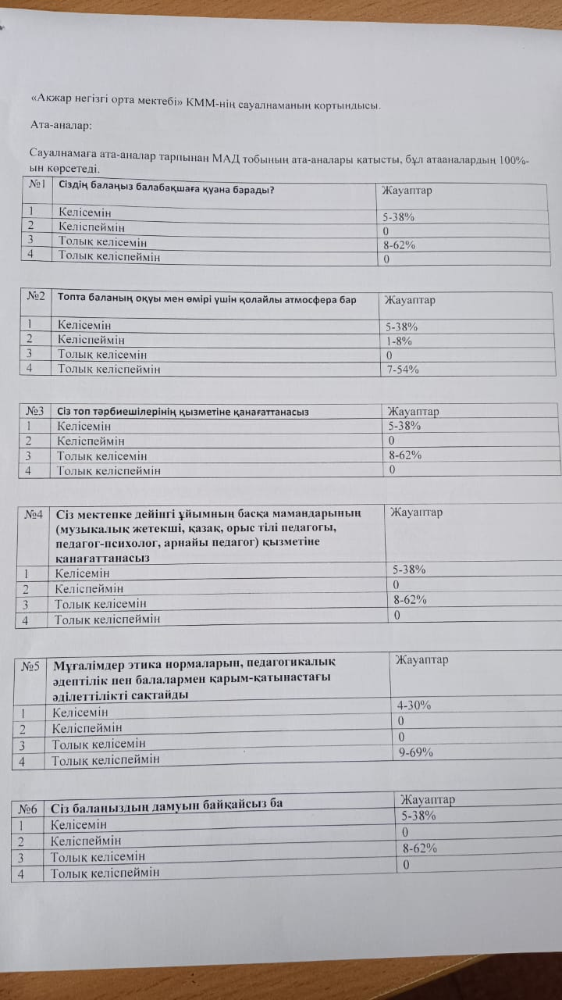 «Ақжар негізгі орта мектебі» КММ-нің сауалнаманың қортындысы.
Ата-аналар:
Сауалнамаға ата-аналар тарпынан МАД тобының ата-аналары қатысты, бұл атааналардың 100%-
ын көрсетеді.
№1 Сіздің балаңыз балабақшаға қуана барады? Жауаптар
1 Келісемін 5-38%
2 Келіспеймін 0
3 Толық келісемін 8-62%
4 Толық келіспеймін 0
№2 Топта баланың оқуы мен өмірі үшін қолайлы атмосфера бар Жауаптар
1 Келісемін 5-38%
2 Келіспеймін 1-8%
3 Толық келісемін 0
4 Толық келіспеймін 7-54%
№3 Сіз топ тәрбиешілерінің қызметіне қанағаттанасыз Жауаптар
1 Келісемін 5-38%
2 Келіспеймін 0
3 Толық келісемін 8-62%
4 Толық келіспеймін 0
№4 Сіз мектепке дейінгі ұйымның басқа мамандарының Жауаптар
(музыкалық жетекші, қазақ, орыс тілі педагогы,
педагог-психолог, арнайы педагог) қызметіне
қанағаттанасыз
1 Келісемін 5-38%
2 Келіспеймін 0
3 Толық келісемін 8-62%
4 Толық келіспеймін 0
№5 Мұғалімдер этика нормаларын, педагогикалық Жауаптар
әдептілік пен балалармен қарым-қатынастағы
әділеттілікті сақтайды
1 Келісемін 4-30%
2 Келіспеймін 0
3 Толық келісемін 0
4 Толық келіспеймін 9-69%
№6 Сіз балаңыздың дамуын байқайсыз ба Жауаптар
1 Келісемін 5-38%
2 Келіспеймін 0
3 Толық келісемін 8-62%
4 Толық келіспеймін 0